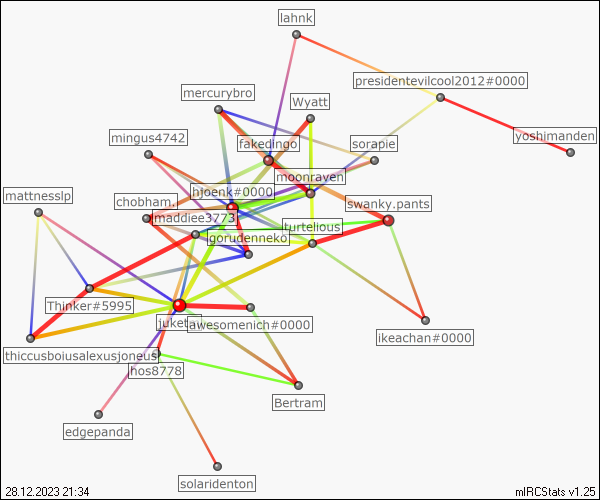 lahnk
presidentevilcool2012#0000
mercurybro
Wyatt
yoshimanden
mingus4742
fakedlngo
sorapie
moonraven
mattnesslp
chobham.
hjoenk#0000
swanky.pants
maddiee3773
turtelious
gorudenneko
Thinker#5995
juket
awesomenich#0000
ikeachan#0000
thiccusboiusalexusjoneus
hos8778
Bertram
edgepanda
solaridenton
28.12.2023 21:34
mIRCStats v1.25